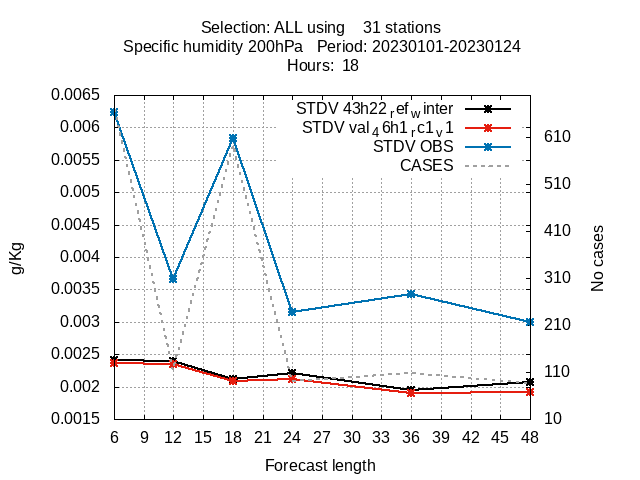 Selection: ALL using    31 stations
Specific humidity 200hPa   Period: 20230101-20230124
Hours:  18
STDV 43h22refwinter
STDV val46h1rc1v1
STDV OBS
CASES
0.0065
0.006
0.0055
0.005
0.0045
0.004
0.0035
0.003
0.0025
0.002
0.0015
g/Kg
610
510
410
310
210
110
10
No cases
6 9 12 15 18 21 24 27 30 33 36 39 42 45 48
Forecast length